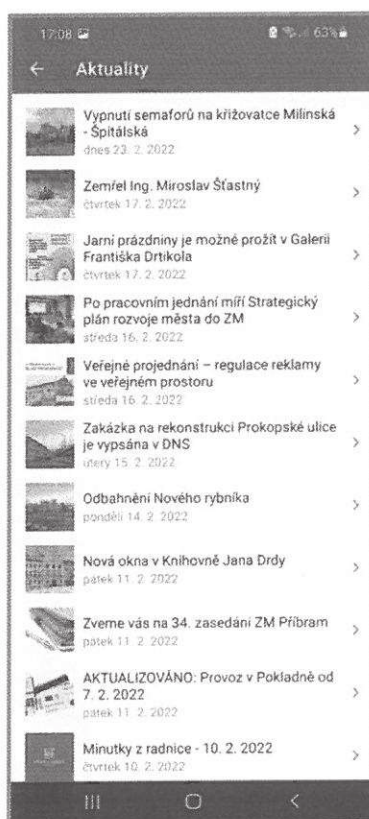 17:08
63%
Aktuality
Vypnutí semaforů na křižovatce Milínská
- Špitálská
dnes 23. 2. 2022
Zemřel Ing. Miroslav Šťastný
čtvrtek 17. 2. 2022
Jarní prázdniny je možné prožít v Galerii
Františka Drtikola
čtvrtek 17. 2. 2022
Po pracovním jednání míří Strategický
plán rozvoje města do ZM
středa 16. 2. 2022
Veřejné projednání – regulace reklamy
ve veřejném prostoru
středa 16. 2. 2022
Zakázka na rekonstrukci Prokopské ulice
je vypsána v DNS
úterý 15. 2. 2022
Odbahnění Nového rybníka
pondělí 14. 2. 2022
Nová okna v Knihovně Jana Drdy
pátek 11. 2. 2022
Zveme vás na 34. zasedání ZM Příbram
pátek 11. 2. 2022
AKTUALIZOVÁNO: Provoz v Pokladně od
7. 2. 2022
pátek 11. 2. 2022
Minutky z radnice - 10. 2. 2022
čtvrtek 10. 2. 2022